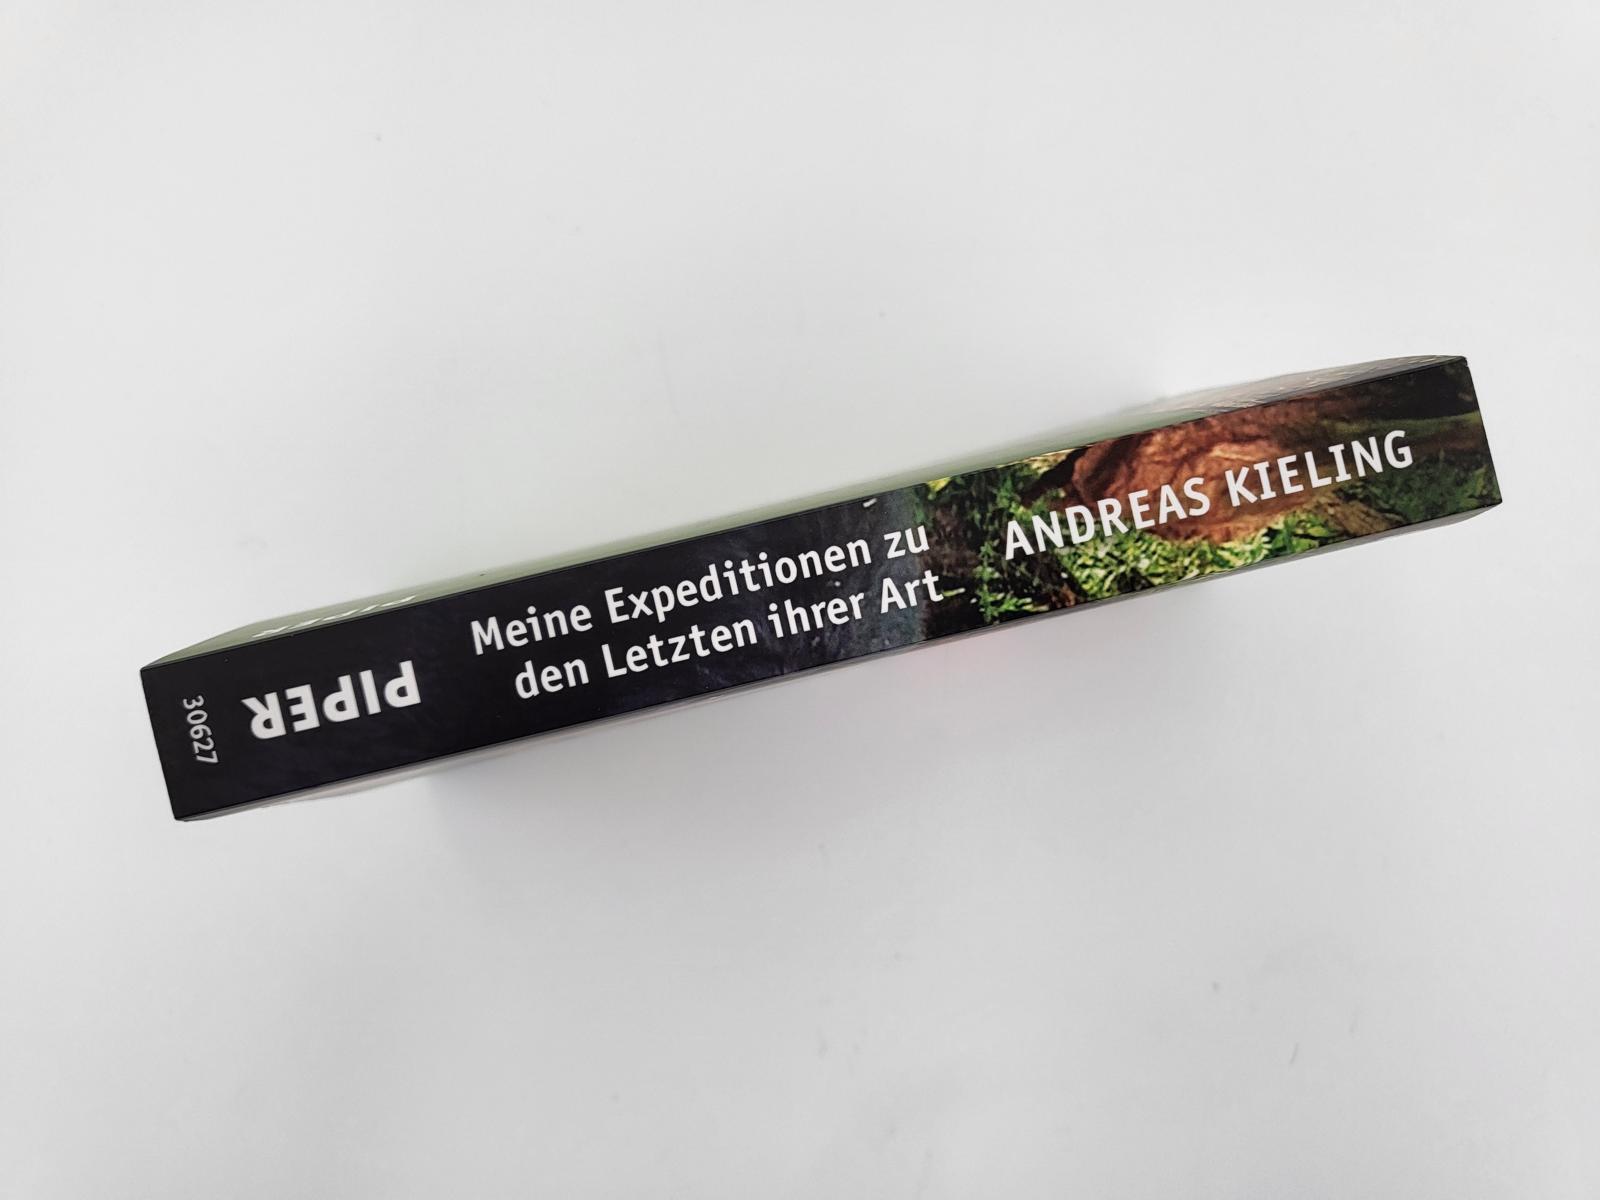 ANDREAS KIELING
Meine Expeditionen zu
den Letzten ihrer Art
PIPER
30627